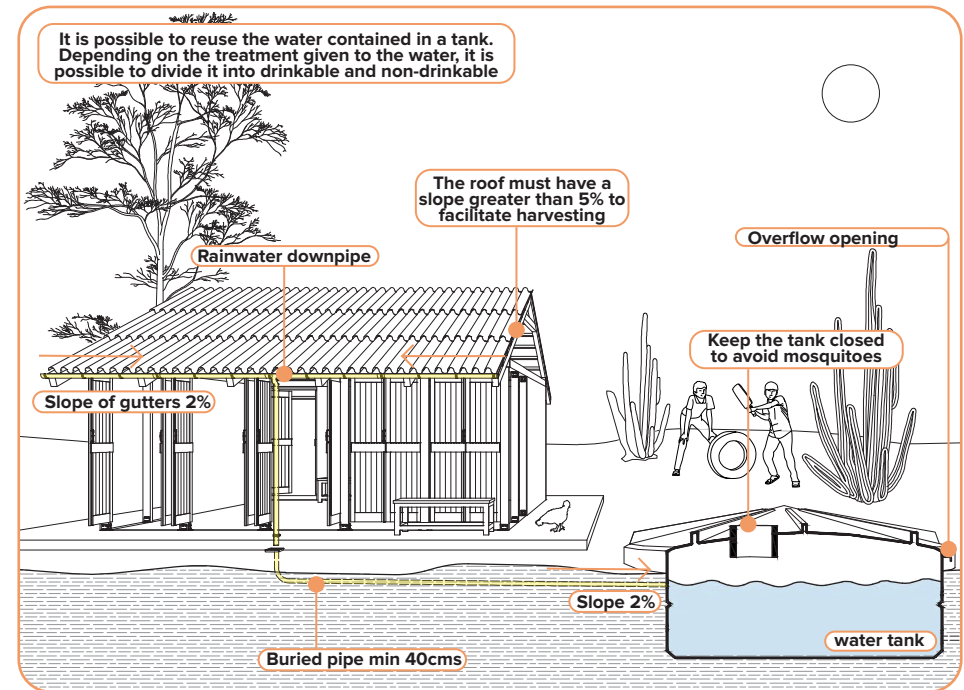 It is possible to reuse the water contained in a tank.
Depending on the treatment given to the water, it is
possible to divide it into drinkable and non-drinkable
The roof must have a
slope greater than 5% to
facilitate harvesting
Overflow opening
Rainwater downpipe
Keep the tank closed
to avoid mosquitoes
Slope of gutters 2%
Slope 2%
water tank
Buried pipe min 40cms